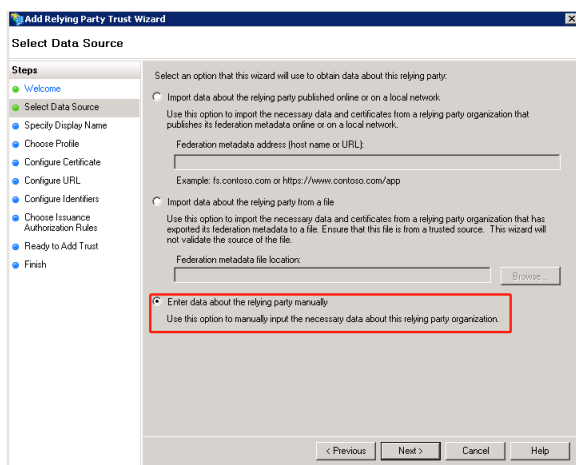 Add Relying Party Trust Wizard
Select Data Source
Steps
Welcome
Select Data Source
Specify Display Name
Choose Profile
Configure Certificate
Configure URL
Configure Identifiers
Choose Issuance
Authorization Rules
Ready to Add Trust
Finish
Select an option that this wizard will use to obtain data about this relying party:
Import data about the relying party published online or on a local network
Use this option to import the necessary data and certificates from a relying party organization that
publishes its federation metadata online or on a local network.
Federation metadata address (host name or URL):
Example: fs.contoso.com or https://www.contoso.com/app
Import data about the relying party from a file
Use this option to import the necessary data and certificates from a relying party organization that has
exported its federation metadata to a file. Ensure that this file is from a trusted source. This wizard will
not validate the source of the file.
Federation metadata file location:
Browse...
Enter data about the relying party manually
Use this option to manually input the necessary data about this relying party organization.
< Previous
Next >
Cancel
Help